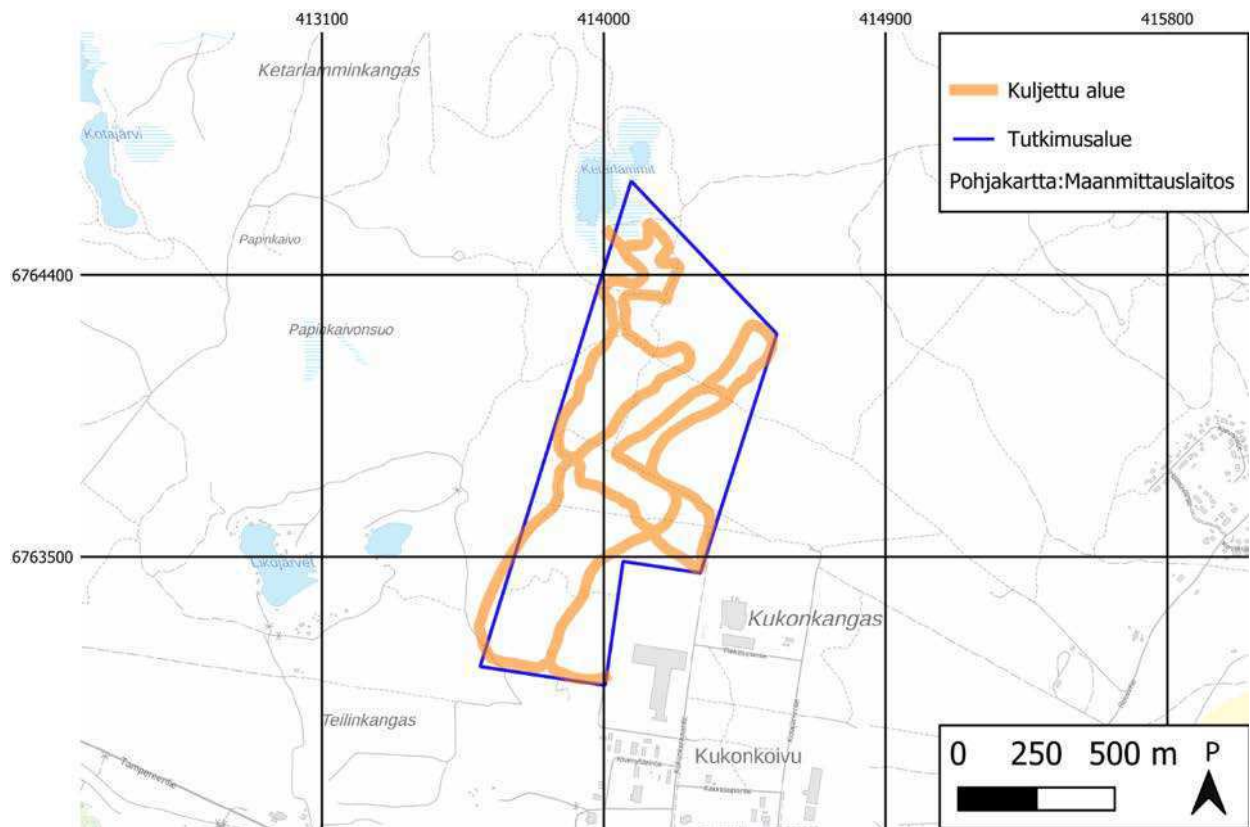 413100
414000
414900
415800
Ketarlamminkangas
Kotajärvi
Ketarlammit
Kuljettu alue
Tutkimusalue
Pohjakartta:Maanmittauslaitos
Papinkaivo
6764400
Papinkaivonsuo
6763500
Likojärvet
Kukonkangas
Teilinkangas
Kukonkoivu
Tampereentie
0 250 500 m P